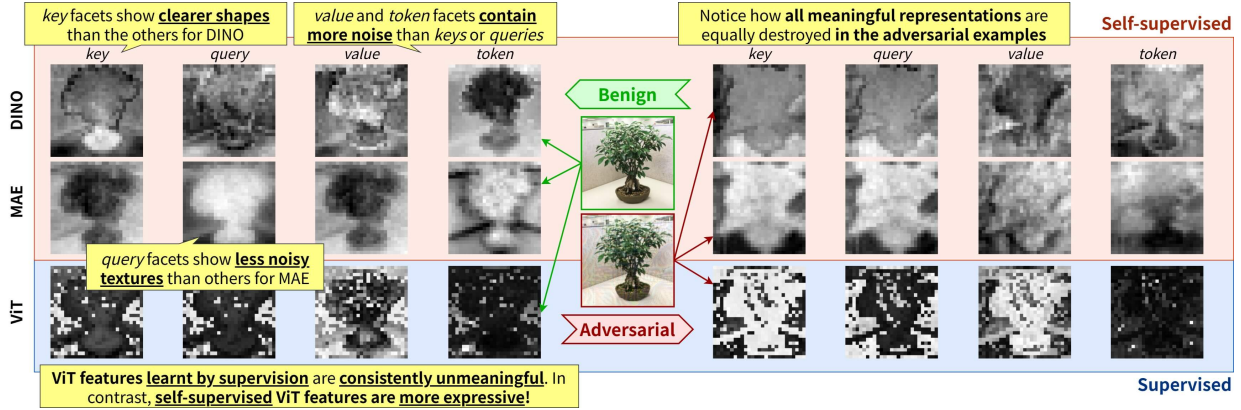 key facets show clearer shapes
than the others for DINO
value and token facets contain
more noise than keys or queries
Notice how all meaningful representations are
equally destroyed in the adversarial examples
Self-supervised
key query value token key query value token
DINO
Benign
MAE
query facets show less noisy
textures than others for MAE
ViT
Adversarial
ViT features learnt by supervision are consistently unmeaningful. In
contrast, self-supervised ViT features are more expressive!
Supervised